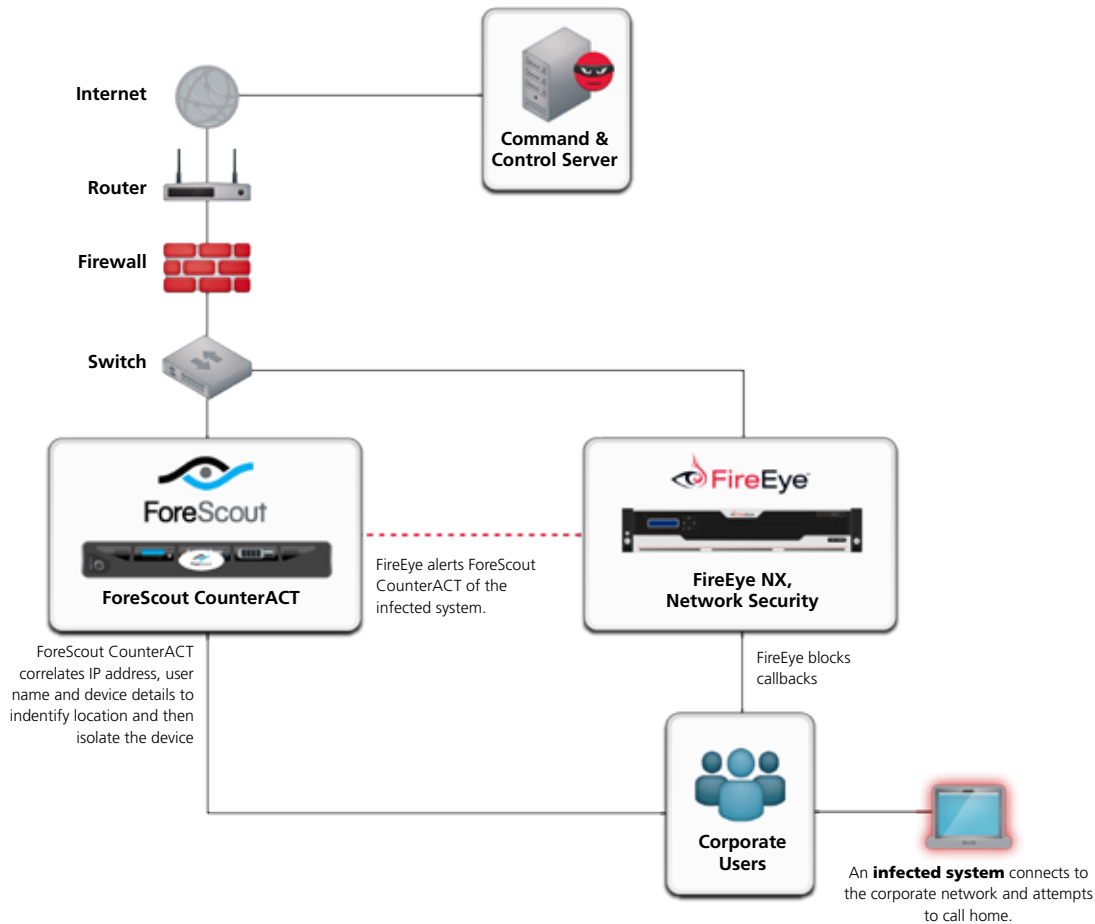 Internet
Command &
Control Server
Router
Firewall
Switch
ForeScout
ForeScout CounterACT
FireEye
FireEye NX,
Network Security
FireEye alerts ForeScout
CounterACT of the
infected system.
ForeScout CounterACT
correlates IP address, user
name and device details to
indentify location and then
isolate the device
FireEye blocks
callbacks
Corporate
Users
An infected system connects to
the corporate network and attempts
to call home.